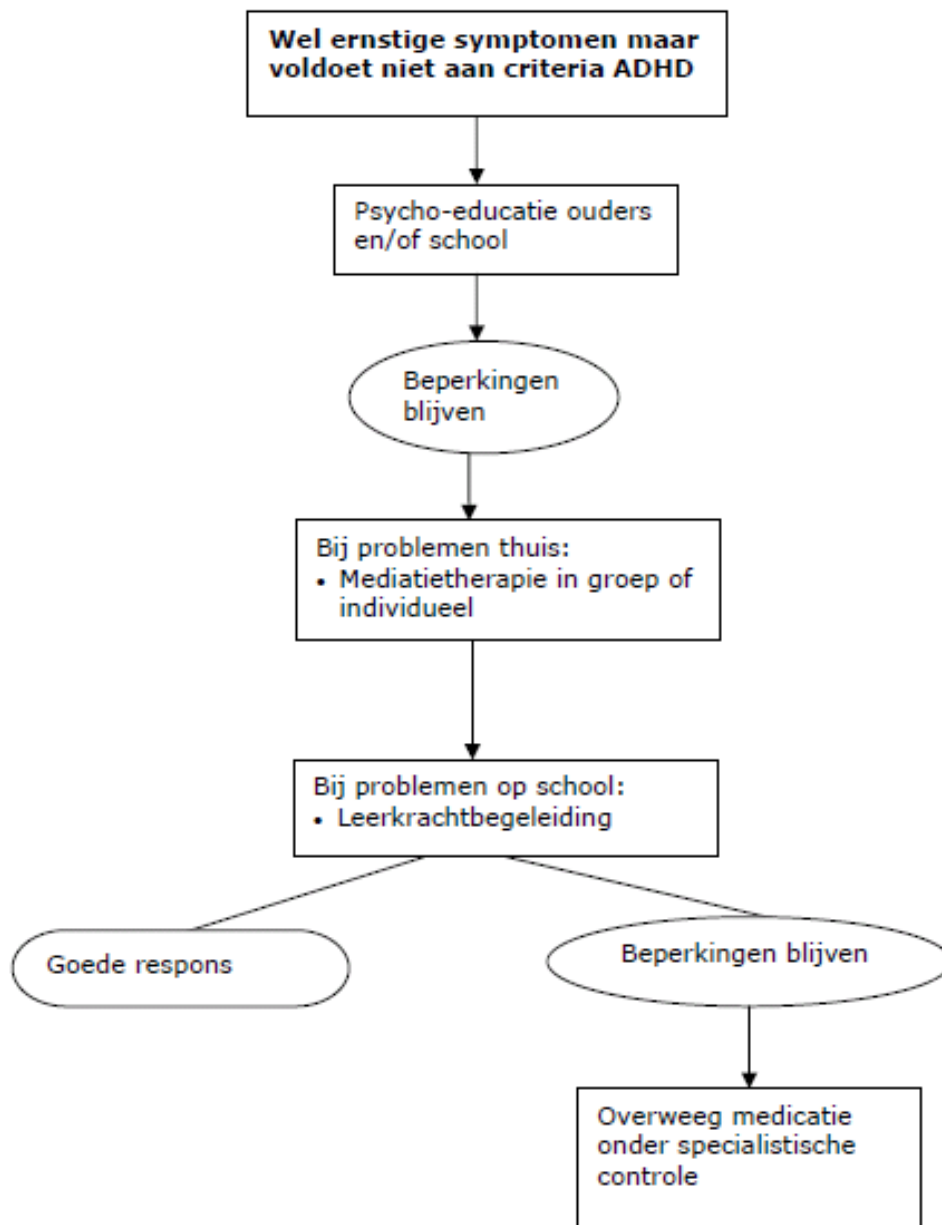 Wel ernstige symptomen maar
voldoet niet aan criteria ADHD
Psycho-educatie ouders
en/of school
Beperkingen
blijven
Bij problemen thuis:
• Mediatietherapie in groep of
individueel
Bij problemen op school:
• Leerkrachtbegeleiding
Goede respons
Beperkingen blijven
Overweeg medicatie
onder specialistische
controle